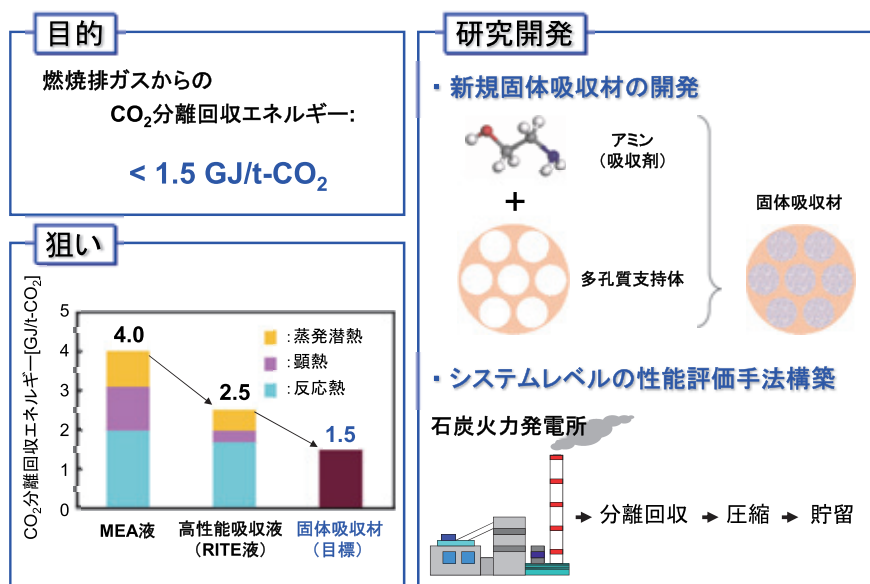 目的
燃焼排ガスからの
CO₂分離回収エネルギー:
< 1.5 GJ/t-CO₂
狙い
CO₂分離回収エネルギー[GJ/t-CO₂]
5
4
3
2
1
0
4.0
2.5
1.5
:蒸発潜熱
:顕熱
:反応熱
MEA液
高性能吸収液
(RITE液)
固体吸収材
(目標)
研究開発
・新規固体吸収材の開発
アミン
(吸収剤)
+
多孔質支持体
固体吸収材
・システムレベルの性能評価手法構築
石炭火力発電所
分離回収
圧縮
貯留